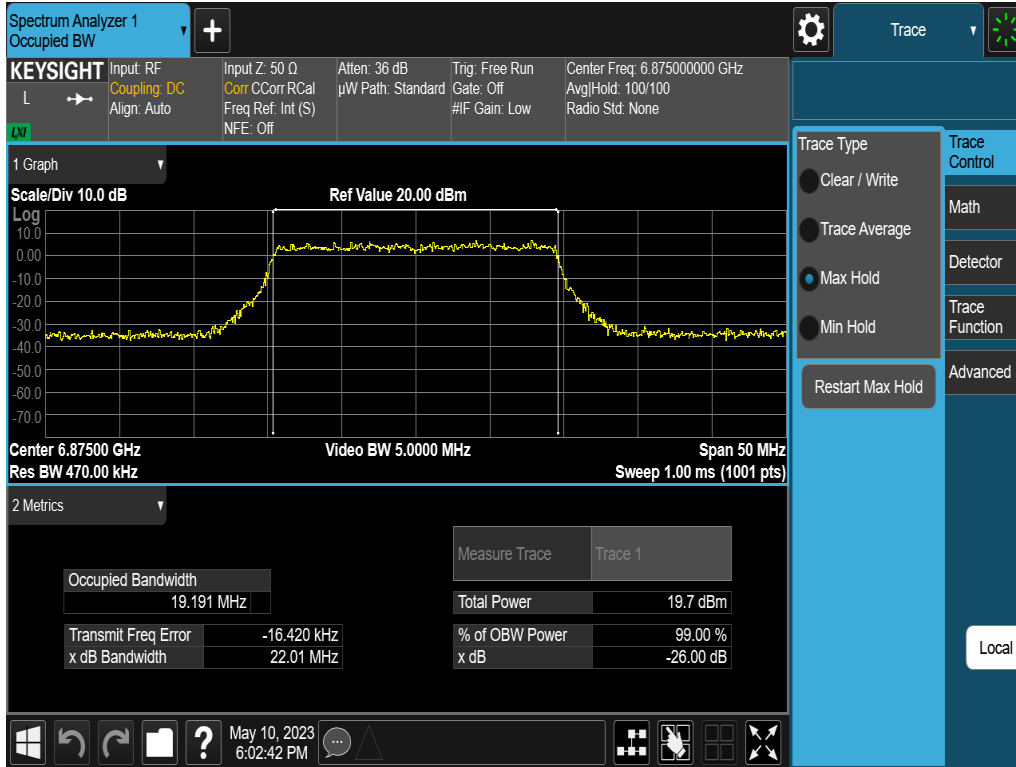 Spectrum Analyzer 1
Occupied BW
Trace
KEYSIGHT
L
LXI
Input: RF
Coupling: DC
Align: Auto
Input Z: 50 Ω
Corr CCorr RCal
Freq Ref: Int (S)
NFE: Off
Atten: 36 dB
µW Path: Standard
Trig: Free Run
Gate: Off
#IF Gain: Low
Center Freq: 6.875000000 GHz
Avg|Hold: 100/100
Radio Std: None
1 Graph
Scale/Div 10.0 dB
Ref Value 20.00 dBm
Log
10.0
0.00
-10.0
-20.0
-30.0
-40.0
-50.0
-60.0
-70.0
Center 6.87500 GHz
Video BW 5.0000 MHz
Span 50 MHz
Res BW 470.00 kHz
Sweep 1.00 ms (1001 pts)
2 Metrics
Measure Trace Trace 1
Occupied Bandwidth
19.191 MHz
Total Power 19.7 dBm
Transmit Freq Error -16.420 kHz
% of OBW Power 99.00 %
x dB Bandwidth 22.01 MHz
x dB -26.00 dB
Trace Type
Clear / Write
Trace Average
Max Hold
Min Hold
Restart Max Hold
Trace
Control
Math
Detector
Trace
Function
Advanced
Local
?
May 10, 2023
6:02:42 PM